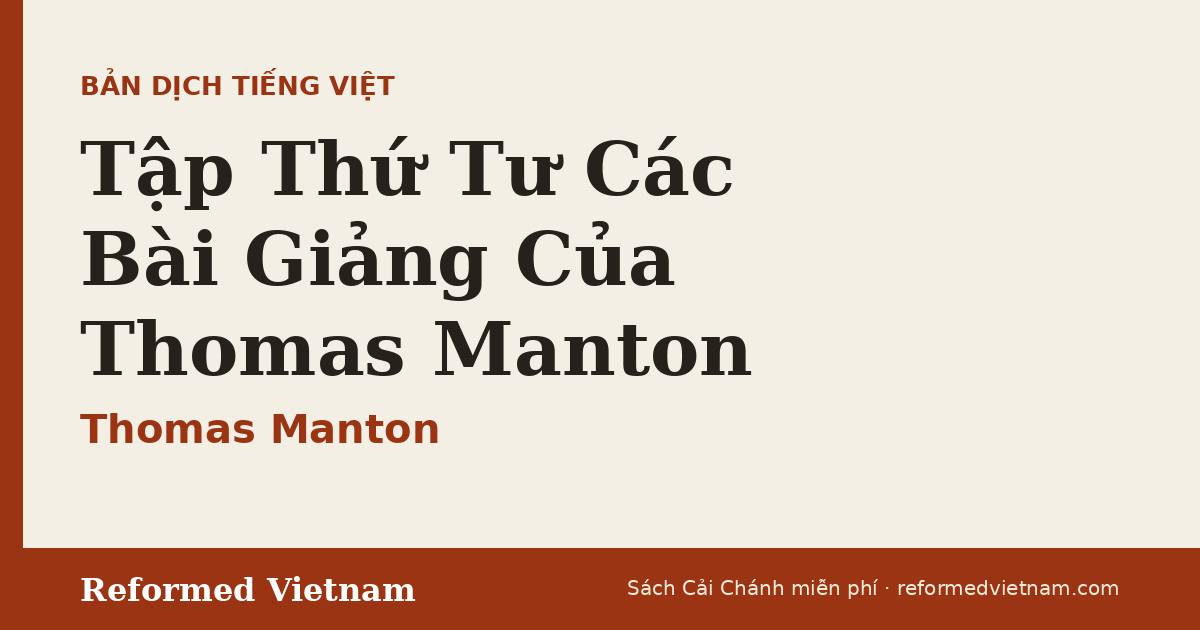 BẢN DỊCH TIẾNG VIỆT
Tập Thứ Tư Các
Bài Giảng Của
Thomas Manton
Thomas Manton
Reformed Vietnam
Sách Cải Chánh miễn phí · reformedvietnam.com